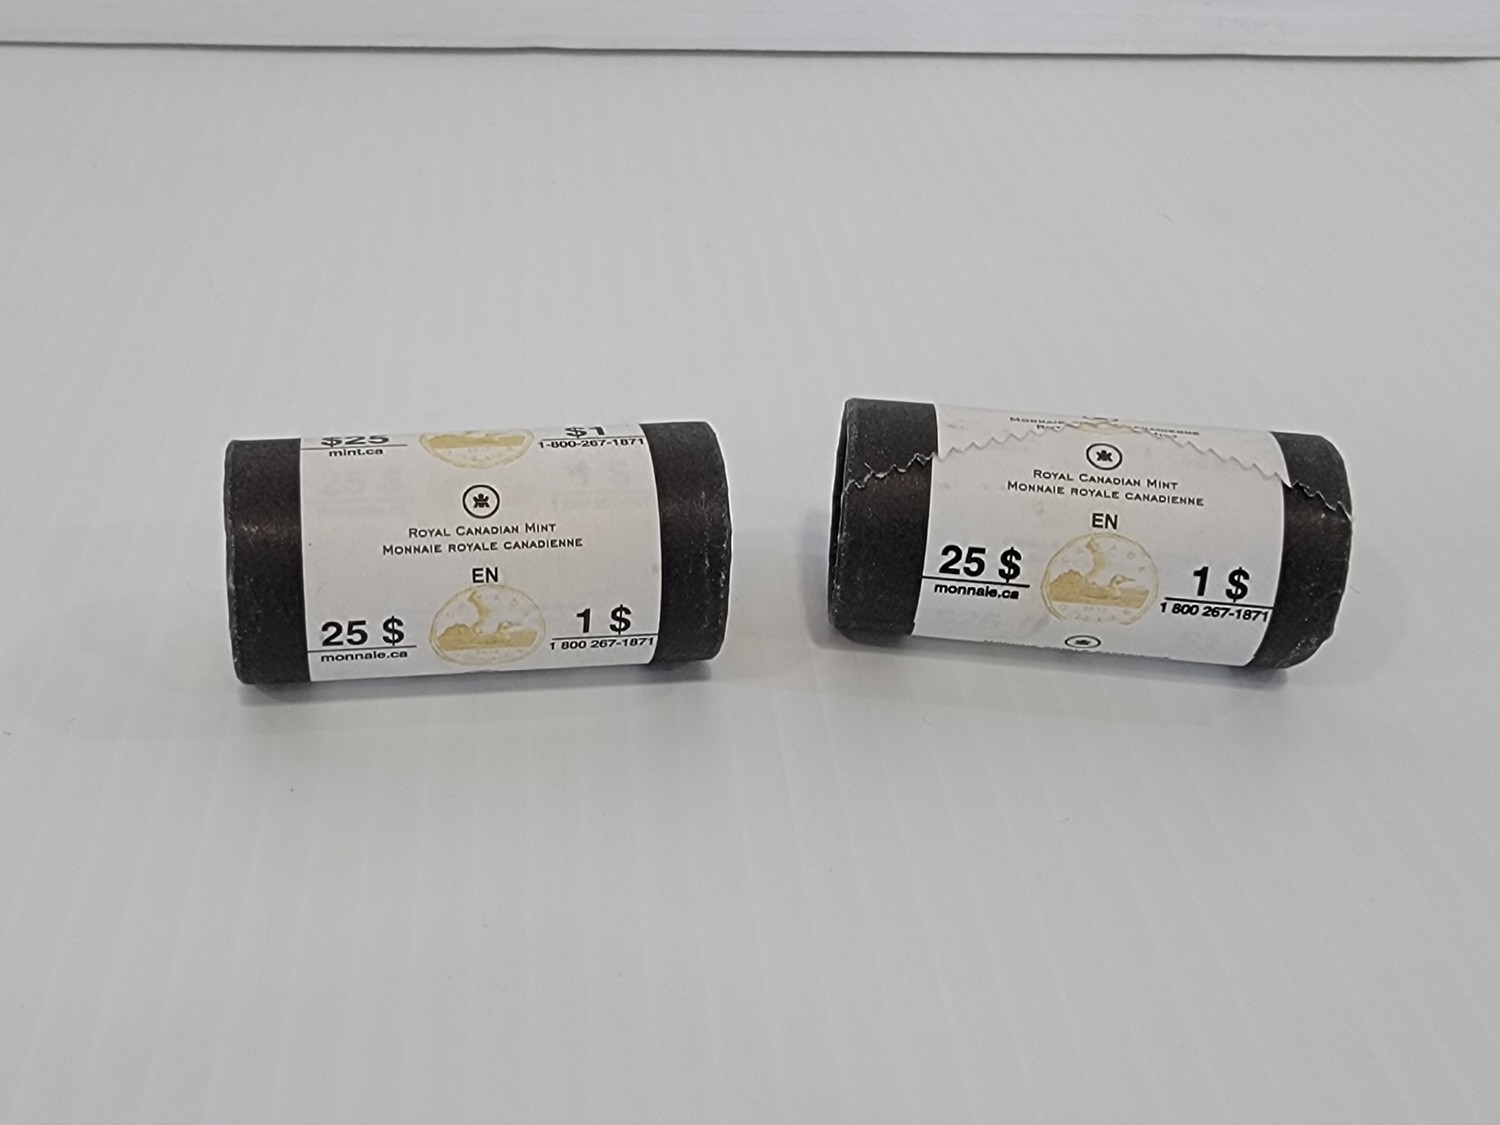 $25
mint.ca
$1
1-800-267-1871
ROYAL CANADIAN MINT
MONNAIE ROYALE CANADIENNE
EN
25 $
monnaie.ca
1 $
1 800 267-1871
ROYAL CANADIAN MINT
MONNAIE ROYALE CANADIENNE
EN
25 $
monnaie.ca
1 $
1 800 267-1871